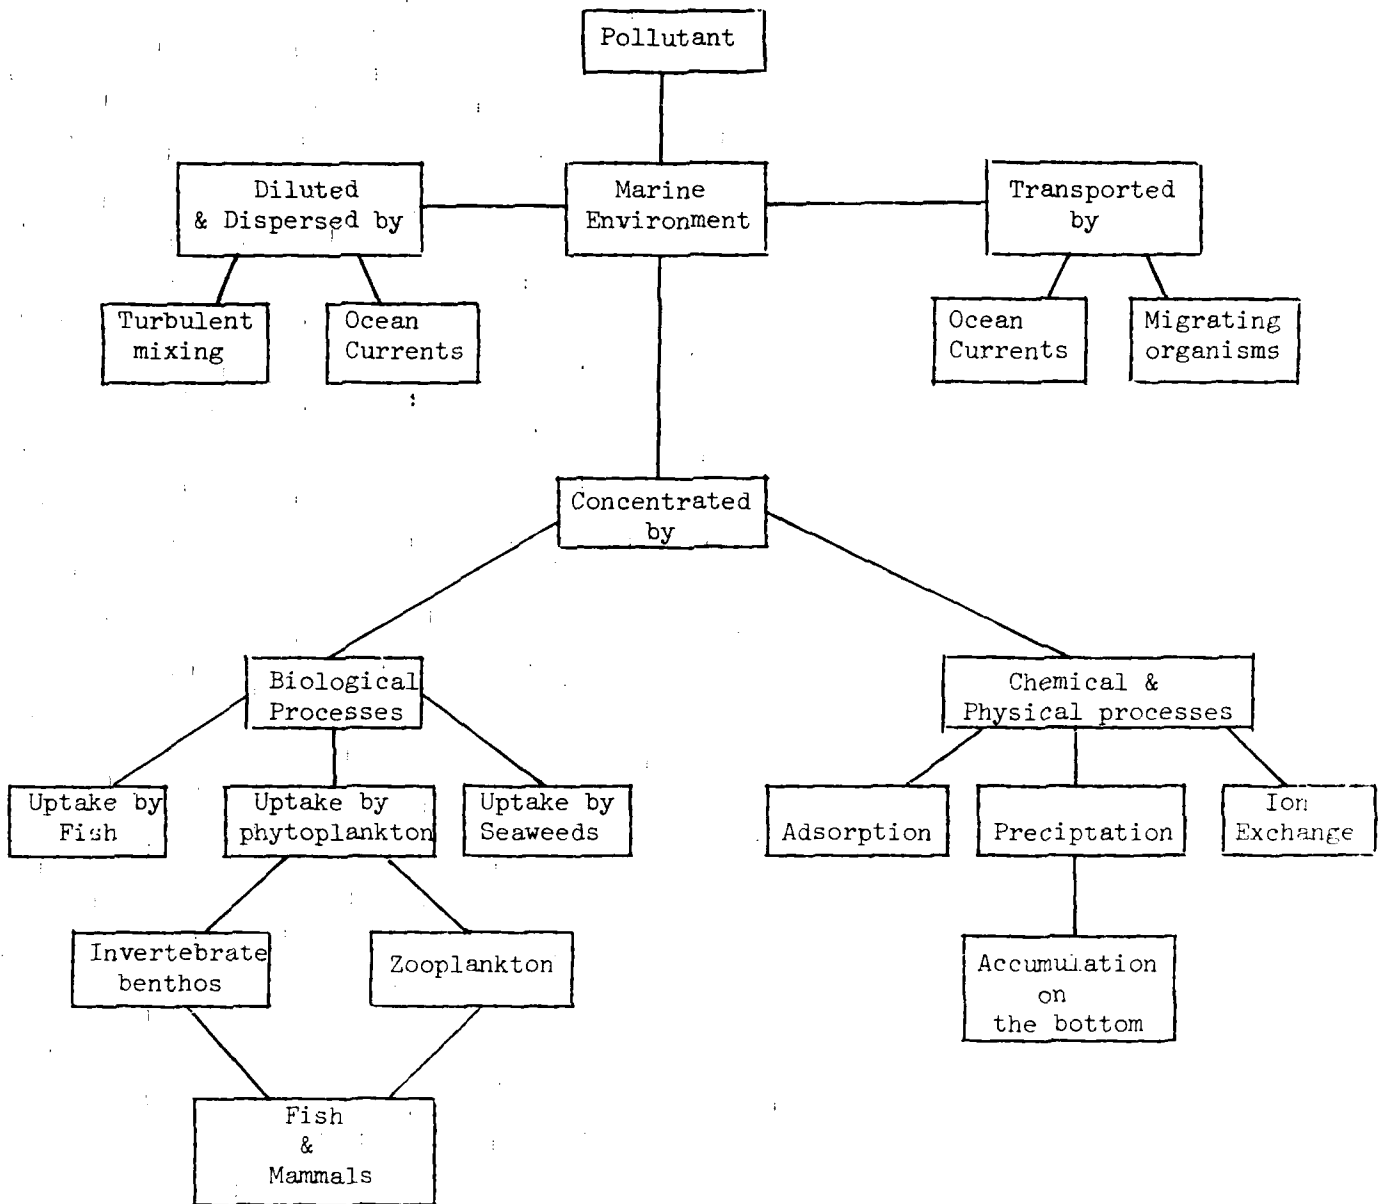 Pollutant
Diluted
& Dispersed by
Marine
Environment
Transported
by
Turbulent
mixing
Ocean
Currents
Ocean
Currents
Migrating
organisms
Concentrated
by
Biological
Processes
Chemical &
Physical processes
Uptake by
Fish
Uptake by
phytoplankton
Uptake by
Seaweeds
Adsorption
Preciptation
Ion
Exchange
Invertebrate
benthos
Zooplankton
Accumulation
on
the bottom
Fish
&
Mammals